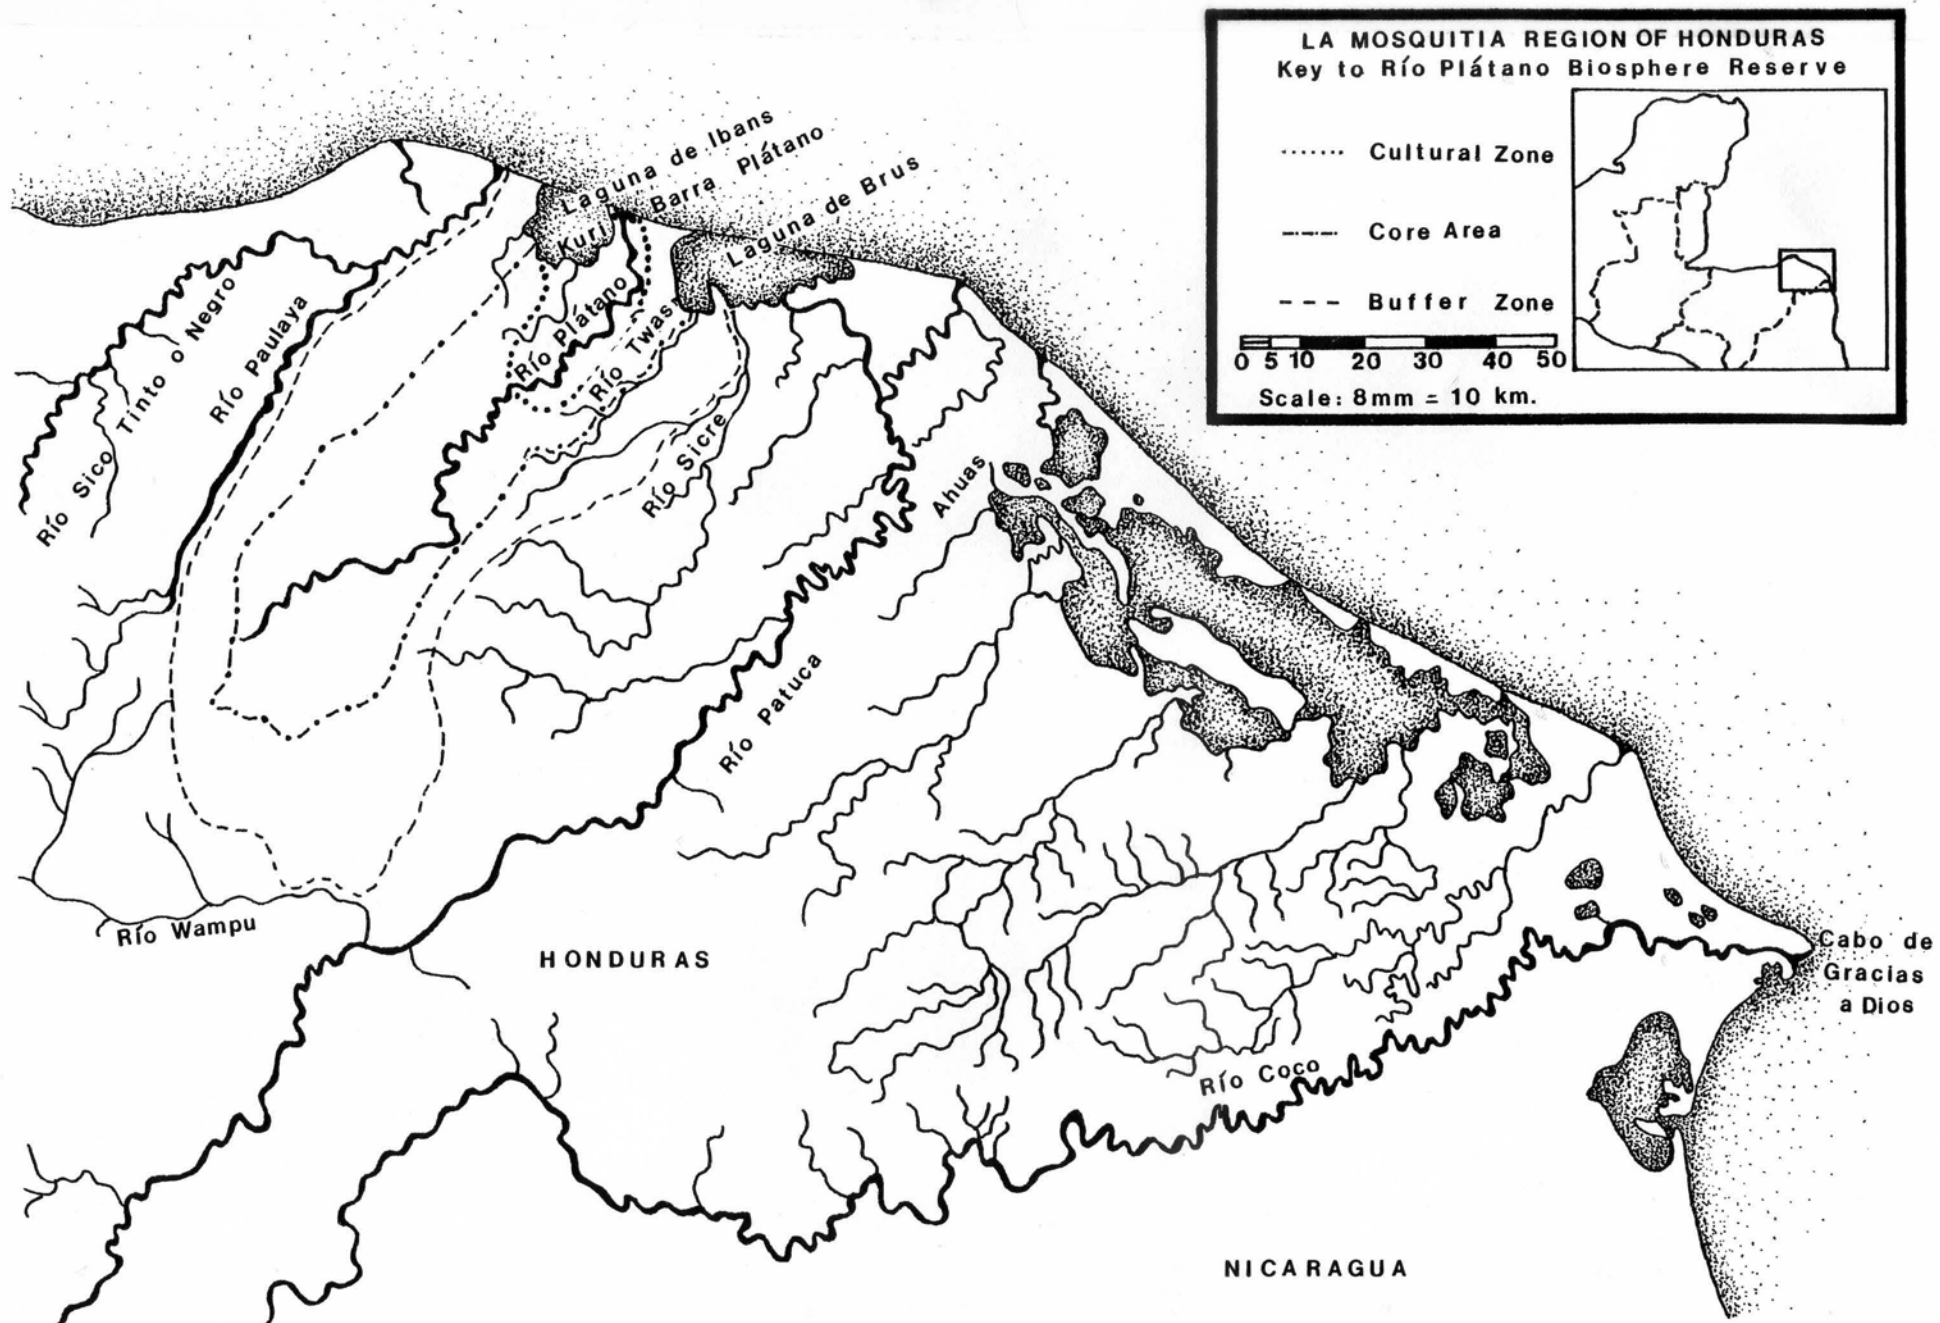 LA MOSQUITIA REGION OF HONDURAS
Key to Río Plátano Biosphere Reserve
Cultural Zone
Core Area
Buffer Zone
0 5 10 20 30 40 50
Scale: 8mm = 10 km.
Laguna de Ibans
Kuri Barra Plátano
Laguna de Brus
Río Plátano
Río Twas
Río Sicre
Río Paulaya
Tinto o Negro
Río Sico
Ahuas
Río Patuca
Río Wampu
HONDURAS
Cabo de
Gracias
a Dios
Río Coco
NICARAGUA